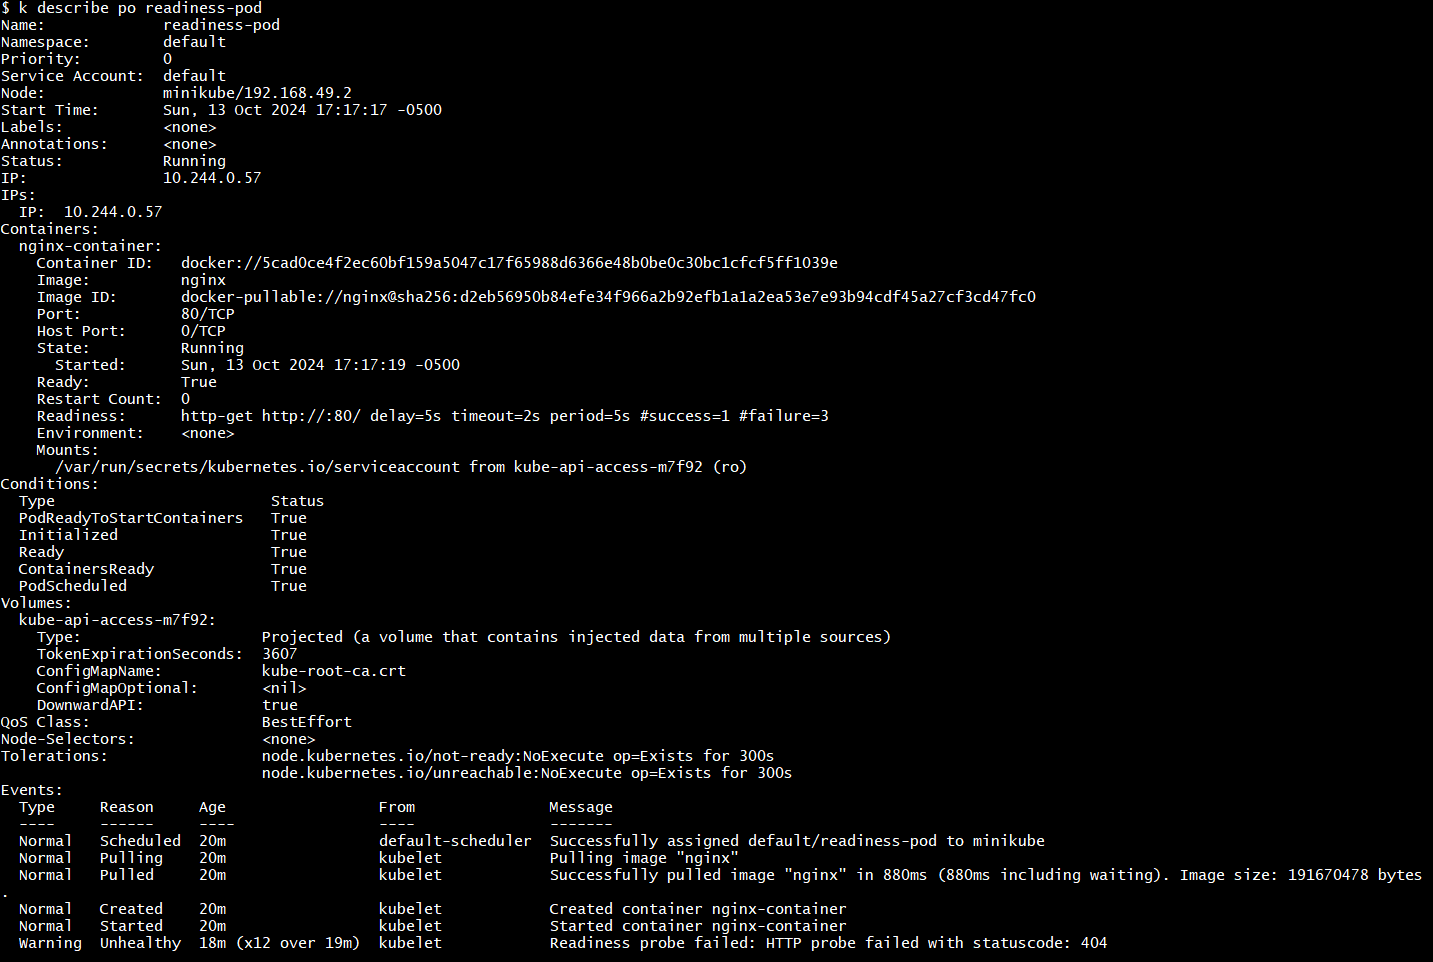 $ k describe po readiness-pod
Name:             readiness-pod
Namespace:        default
Priority:         0
Service Account:  default
Node:             minikube/192.168.49.2
Start Time:       Sun, 13 Oct 2024 17:17:17 -0500
Labels:           <none>
Annotations:      <none>
Status:           Running
IP:               10.244.0.57
IPs:
  IP:  10.244.0.57
Containers:
  nginx-container:
    Container ID:   docker://5cad0ce4f2ec60bf159a5047c17f65988d6366e48b0be0c30bc1cfcf5ff1039e
    Image:          nginx
    Image ID:       docker-pullable://nginx@sha256:d2eb56950b84efe34f966a2b92efb1a1a2ea53e7e93b94cdf45a27cf3cd47fc0
    Port:           80/TCP
    Host Port:      0/TCP
    State:          Running
      Started:      Sun, 13 Oct 2024 17:17:19 -0500
    Ready:          True
    Restart Count:  0
    Readiness:      http-get http://:80/ delay=5s timeout=2s period=5s #success=1 #failure=3
    Environment:    <none>
    Mounts:
      /var/run/secrets/kubernetes.io/serviceaccount from kube-api-access-m7f92 (ro)
Conditions:
  Type                        Status
  PodReadyToStartContainers   True
  Initialized                 True
  Ready                       True
  ContainersReady             True
  PodScheduled                True
Volumes:
  kube-api-access-m7f92:
    Type:                    Projected (a volume that contains injected data from multiple sources)
    TokenExpirationSeconds:  3607
    ConfigMapName:           kube-root-ca.crt
    ConfigMapOptional:       <nil>
    DownwardAPI:             true
QoS Class:                   BestEffort
Node-Selectors:              <none>
Tolerations:                 node.kubernetes.io/not-ready:NoExecute op=Exists for 300s
                             node.kubernetes.io/unreachable:NoExecute op=Exists for 300s
Events:
  Type     Reason     Age                 From               Message
  ----     ------     ----                ----               -------
  Normal   Scheduled  20m                 default-scheduler  Successfully assigned default/readiness-pod to minikube
  Normal   Pulling    20m                 kubelet            Pulling image "nginx"
  Normal   Pulled     20m                 kubelet            Successfully pulled image "nginx" in 880ms (880ms including waiting). Image size: 191670478 bytes
.
  Normal   Created    20m                 kubelet            Created container nginx-container
  Normal   Started    20m                 kubelet            Started container nginx-container
  Warning  Unhealthy  18m (x12 over 19m)  kubelet            Readiness probe failed: HTTP probe failed with statuscode: 404